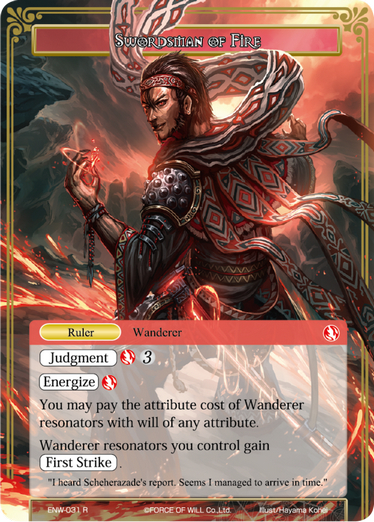 Swordsman of Fire
Ruler Wanderer
Judgment 3
Energize
You may pay the attribute cost of Wanderer
resonators with will of any attribute.
Wanderer resonators you control gain
First Strike .
"I heard Scheherazade's report. Seems I managed to arrive in time."
ENW-031 R ©FORCE OF WILL Co.,Ltd. Illust/Hayama Kohei